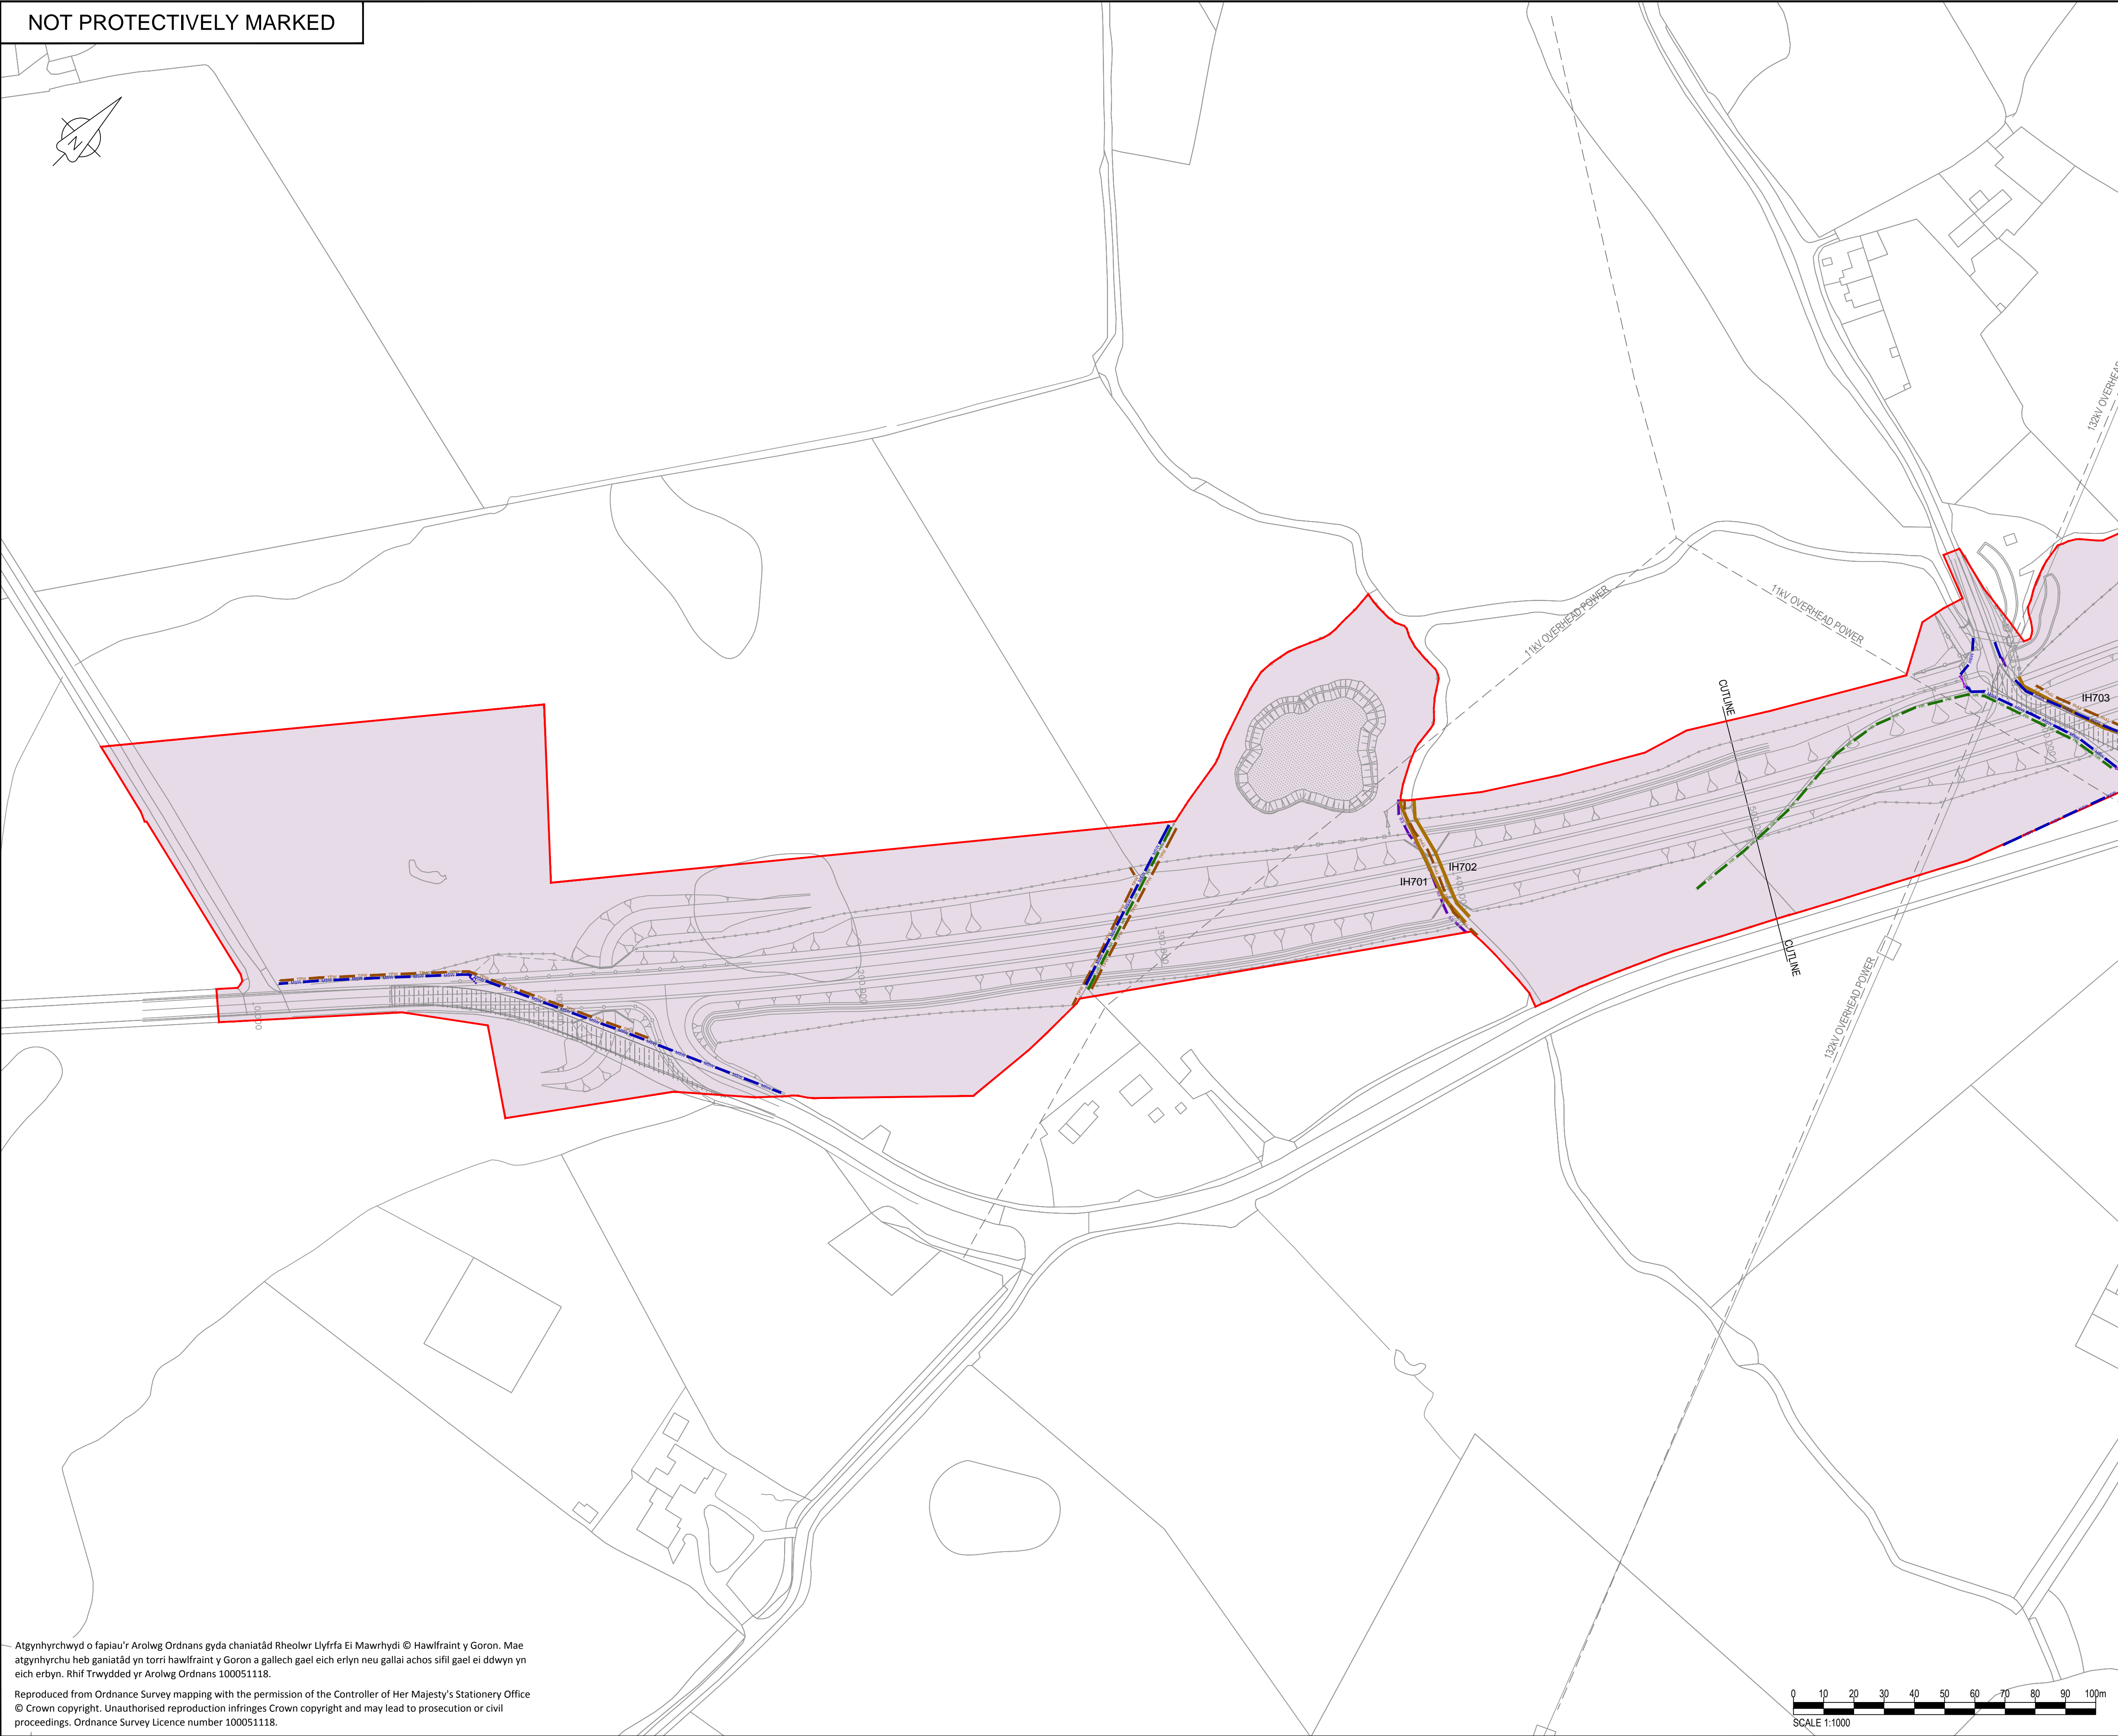 NOT PROTECTIVELY MARKED
N
132kV OVERHEAD
11kV OVERHEAD POWER
11kV OVERHEAD POWER
CUTLINE
IH703
IH702
IH701
CUTLINE
132kV OVERHEAD POWER
Atgynhyrchwyd o fapiau'r Arolwg Ordnans gyda chaniatâd Rheolwr Llyfrfa Ei Mawrhydi © Hawlfraint y Goron. Mae
atgynhyrchu heb ganiatâd yn torri hawlfraint y Goron a gallech gael eich erlyn neu gallai achos sifil gael ei ddwyn yn
eich erbyn. Rhif Trwydded yr Arolwg Ordnans 100051118.
Reproduced from Ordnance Survey mapping with the permission of the Controller of Her Majesty's Stationery Office
© Crown copyright. Unauthorised reproduction infringes Crown copyright and may lead to prosecution or civil
proceedings. Ordnance Survey Licence number 100051118.
0 10 20 30 40 50 60 70 80 90 100m
SCALE 1:1000